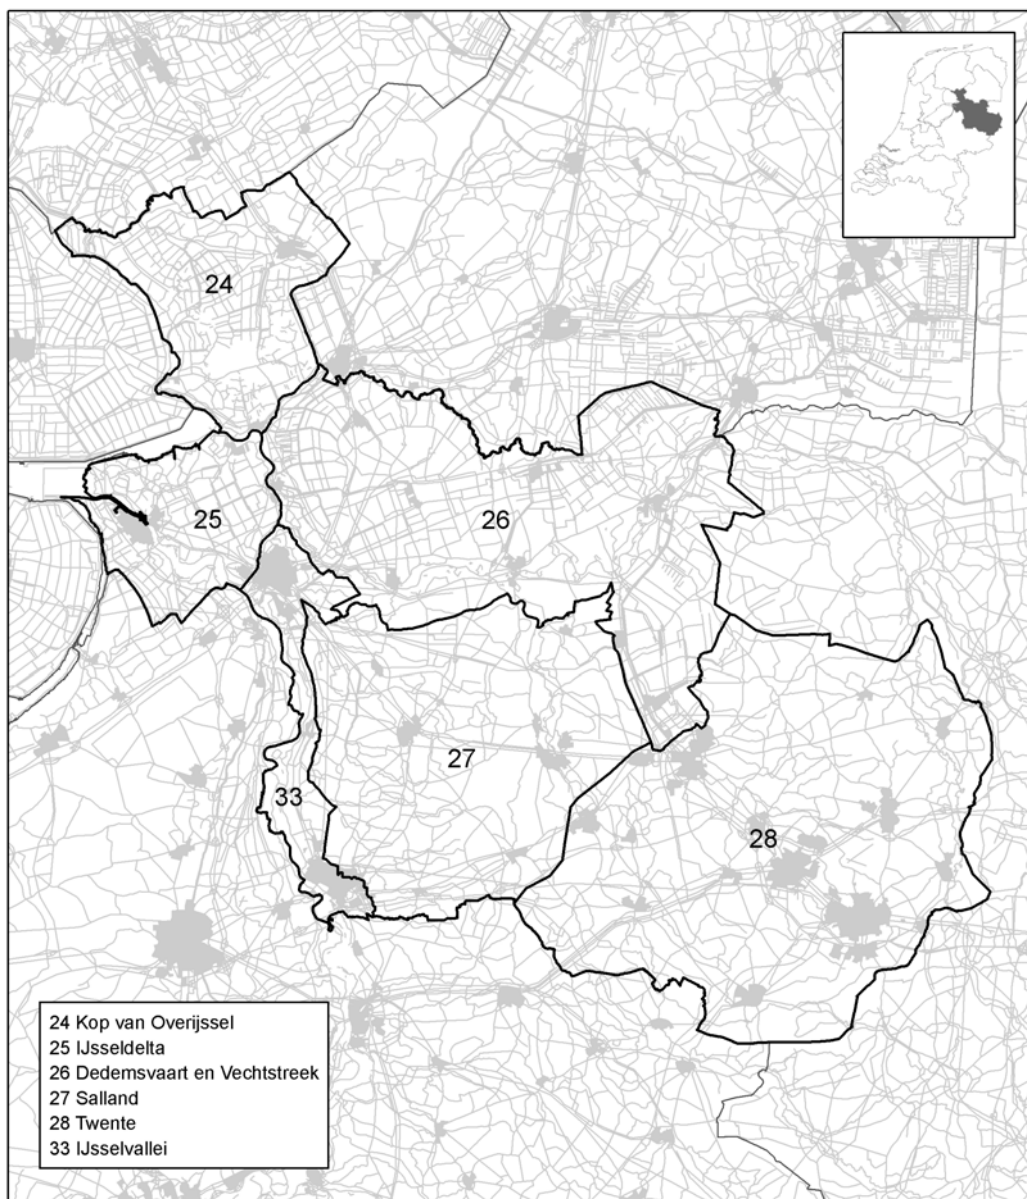 24
25
26
27
33
28
24 Kop van Overijssel
25 IJsseldelta
26 Dedemsvaart en Vechtstreek
27 Salland
28 Twente
33 IJsselvallei